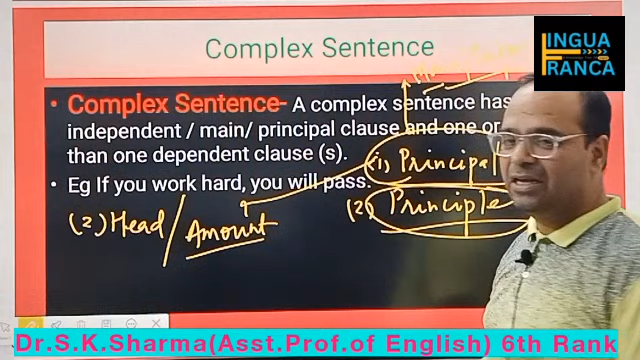 LINGUA
FRANCA
Complex Sentence
Main
• Complex Sentence- A complex sentence has
independent / main/ principal clause and one or
than one dependent clause (s).
(1) Principal
• Eg If you work hard, you will pass.
(2) Principle
(2) Head / Amount
Dr.S.K.Sharma(Asst.Prof.of English) 6th Rank